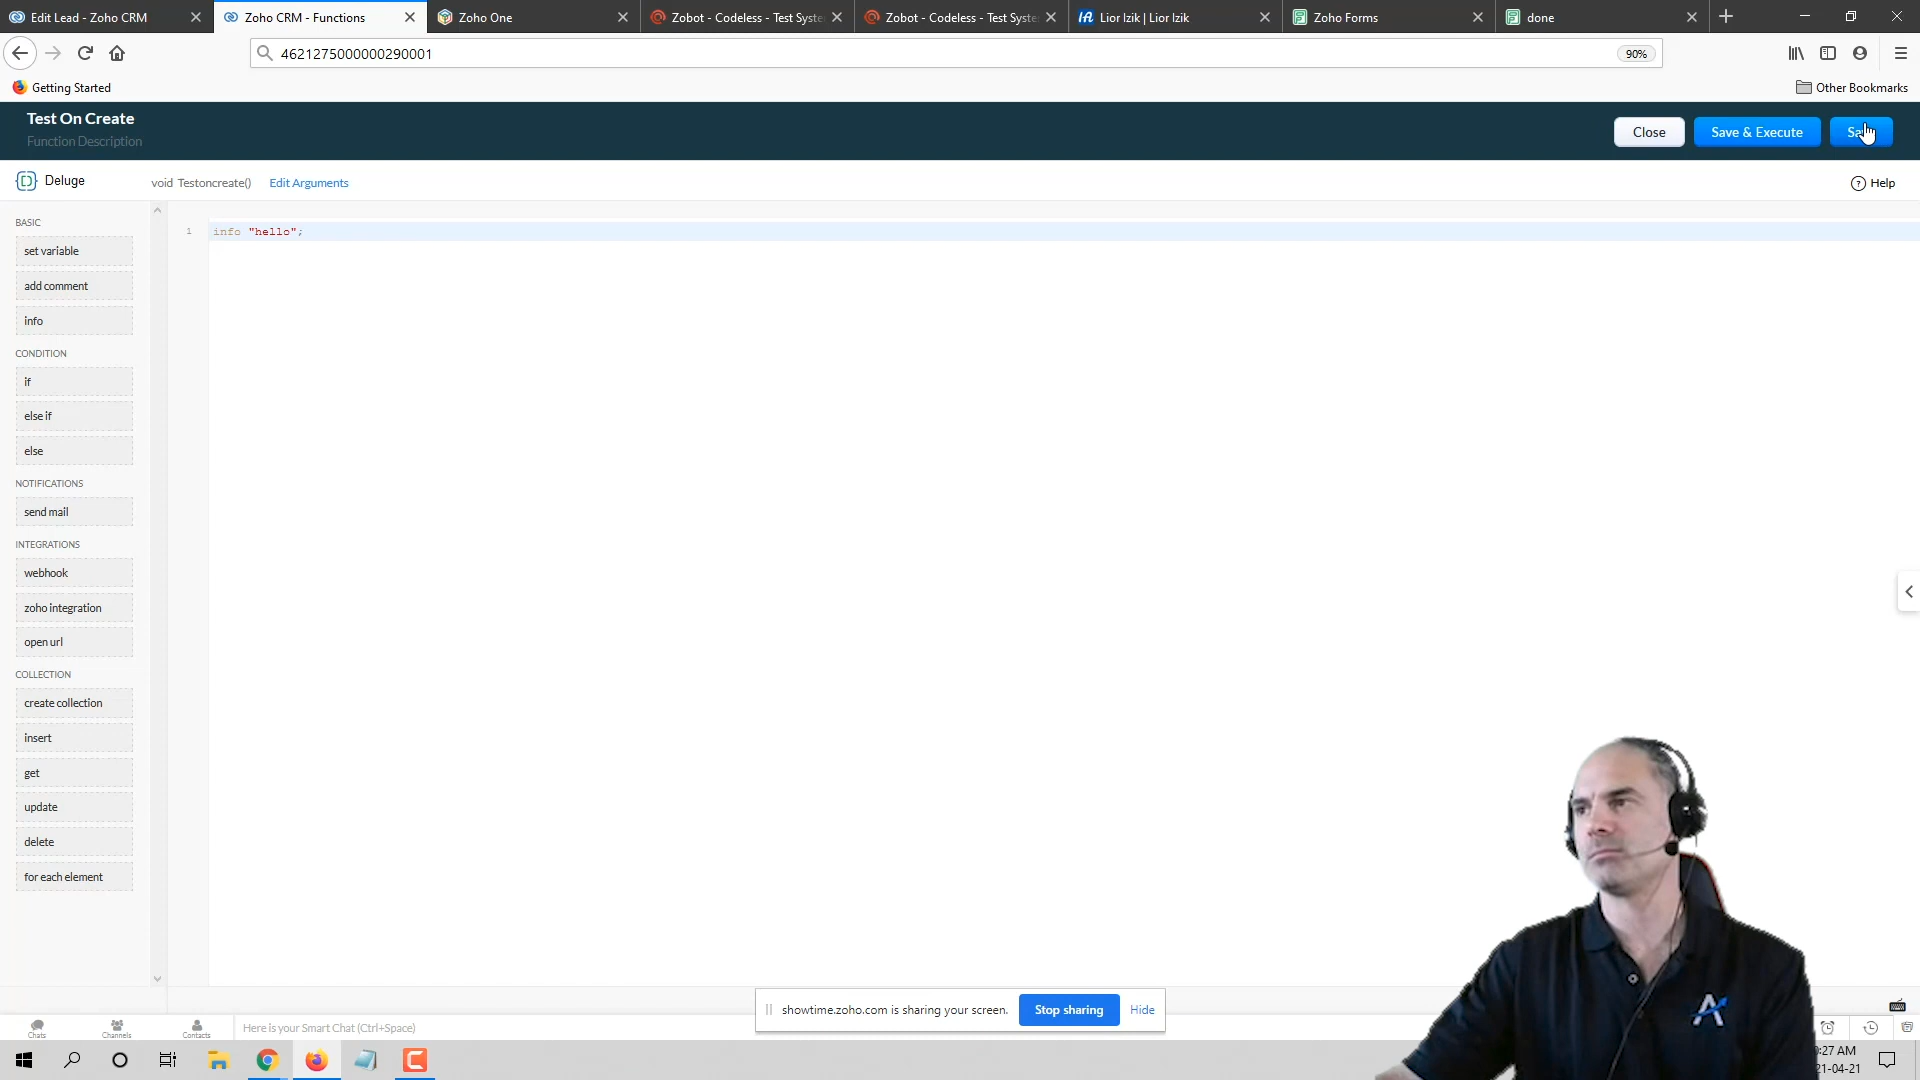 Edit Lead - Zoho CRM
Zoho CRM - Functions
Zoho One
Zobot - Codeless - Test Syste
Zobot - Codeless - Test Syste
Lior Izik | Lior Izik
Zoho Forms
done
4621275000000290001
90%
Getting Started
Other Bookmarks
Test On Create
Function Description
Close
Save & Execute
Deluge
void Testoncreate()
Edit Arguments
Help
BASIC
set variable
add comment
info
CONDITION
if
else if
else
NOTIFICATIONS
send mail
INTEGRATIONS
webhook
zoho integration
open url
COLLECTION
create collection
insert
get
update
delete
for each element
1 info "hello";
showtime.zoho.com is sharing your screen.
Stop sharing
Hide
Chats
Channels
Contacts
Here is your Smart Chat (Ctrl+Space)
:27 AM
21-04-21